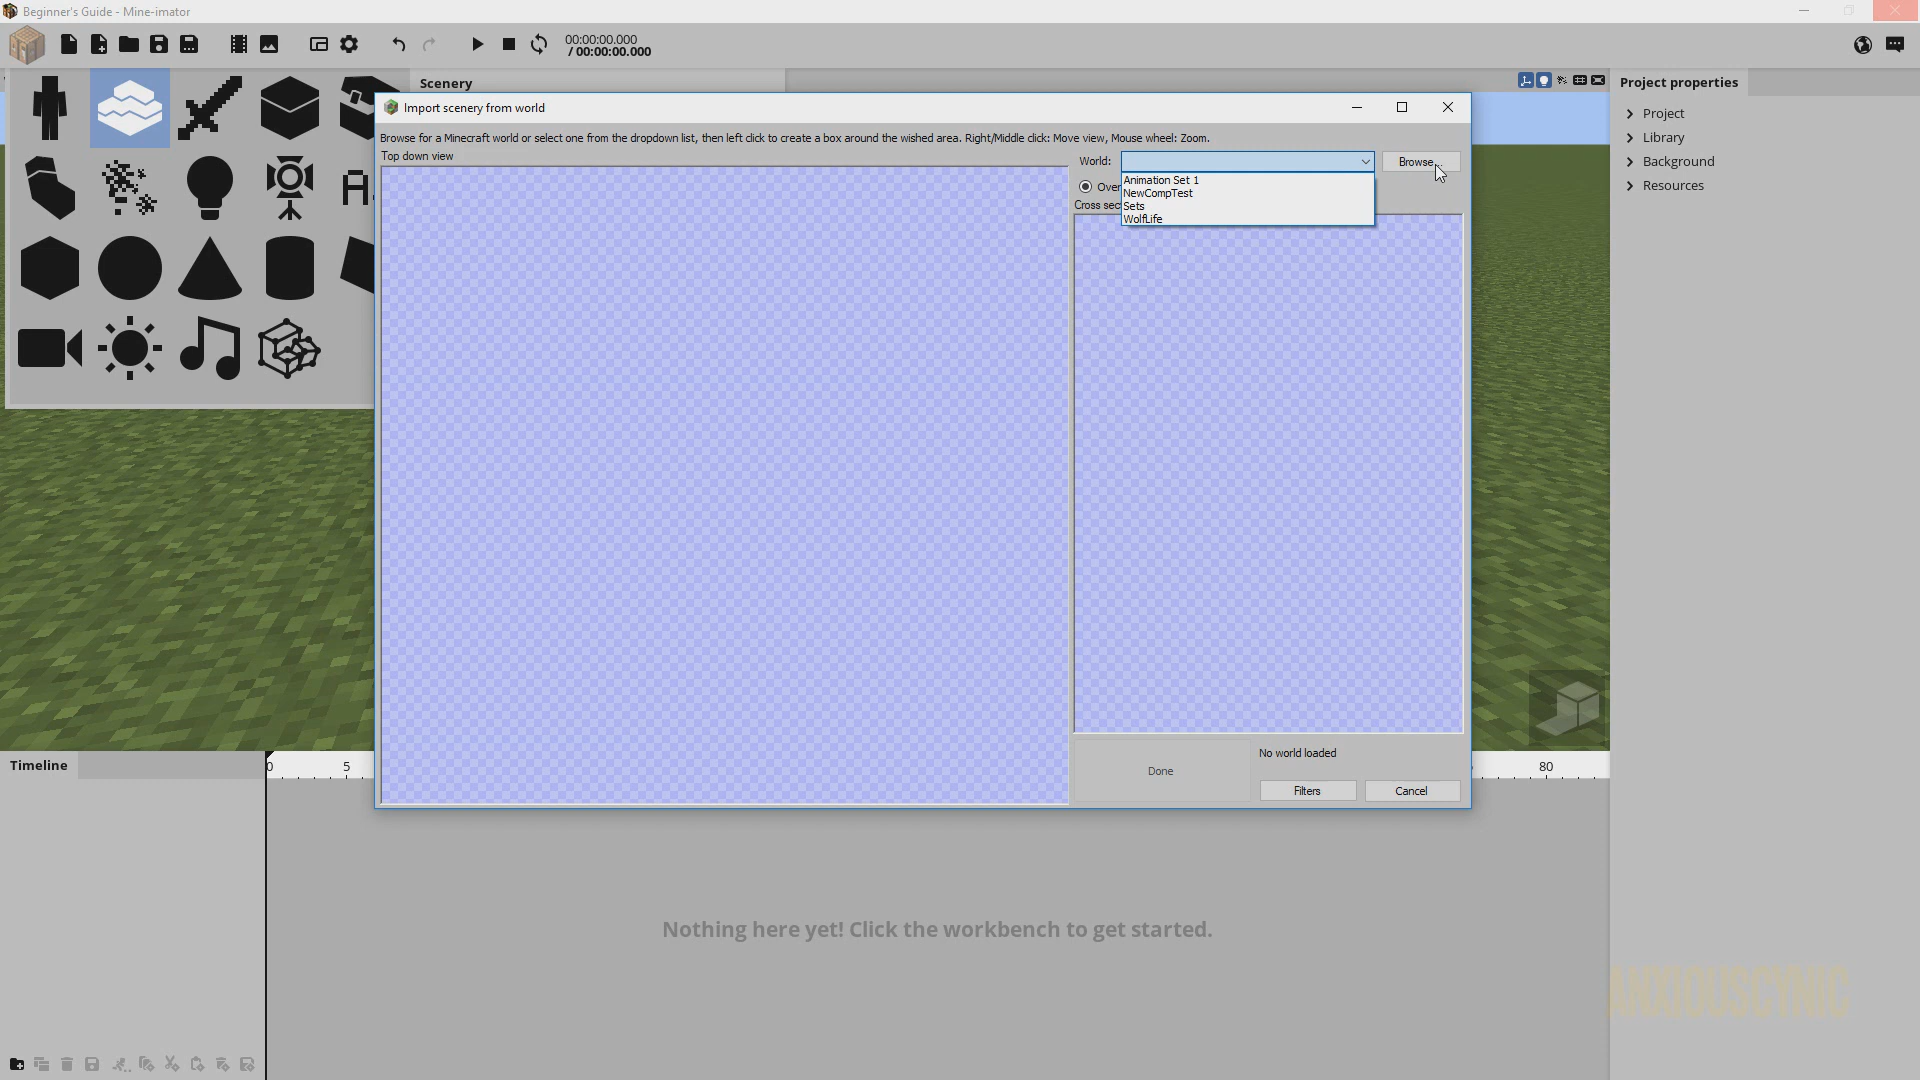 Beginner's Guide - Mine-imator
00:00:00.000
/ 00:00:00.000
Scenery
Project properties
Project
Library
Background
Resources
Import scenery from world
Browse for a Minecraft world or select one from the dropdown list, then left click to create a box around the wished area. Right/Middle click: Move view, Mouse wheel: Zoom.
Top down view
World:
Browse...
Animation Set 1
NewCompTest
Sets
WolfLife
Over
Cross sec
No world loaded
Done
Filters
Cancel
Timeline
0
5
80
Nothing here yet! Click the workbench to get started.
ANXIOUSCYNIC